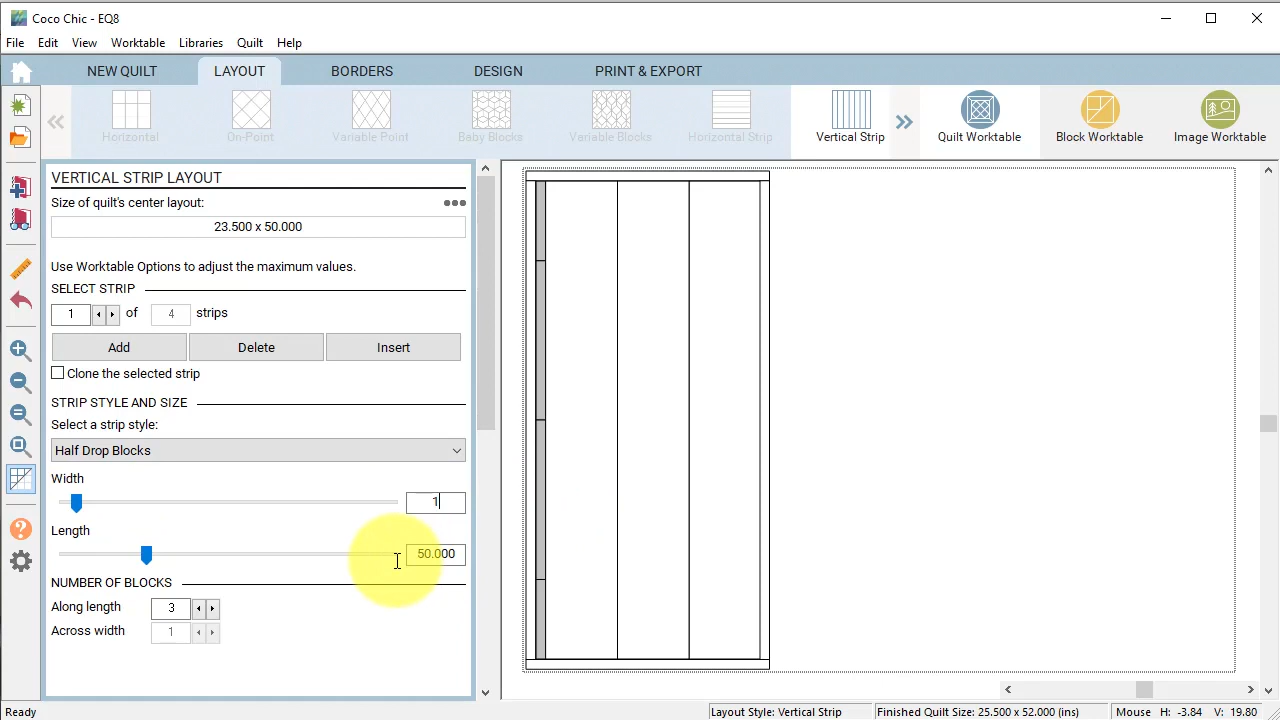 Coco Chic - EQ8
File Edit View Worktable Libraries Quilt Help
NEW QUILT LAYOUT BORDERS DESIGN PRINT & EXPORT
Horizontal On-Point Variable Point Baby Blocks Variable Blocks Horizontal Strip Vertical Strip Quilt Worktable Block Worktable Image Worktable
VERTICAL STRIP LAYOUT
Size of quilt's center layout:
23.500 x 50.000
Use Worktable Options to adjust the maximum values.
SELECT STRIP
1 of 4 strips
Add Delete Insert
Clone the selected strip
STRIP STYLE AND SIZE
Select a strip style:
Half Drop Blocks
Width
1
Length
50.000
NUMBER OF BLOCKS
Along length 3
Across width 1
Ready Layout Style: Vertical Strip Finished Quilt Size: 25.500 x 52.000 (ins) Mouse H: -3.84 V: 19.80